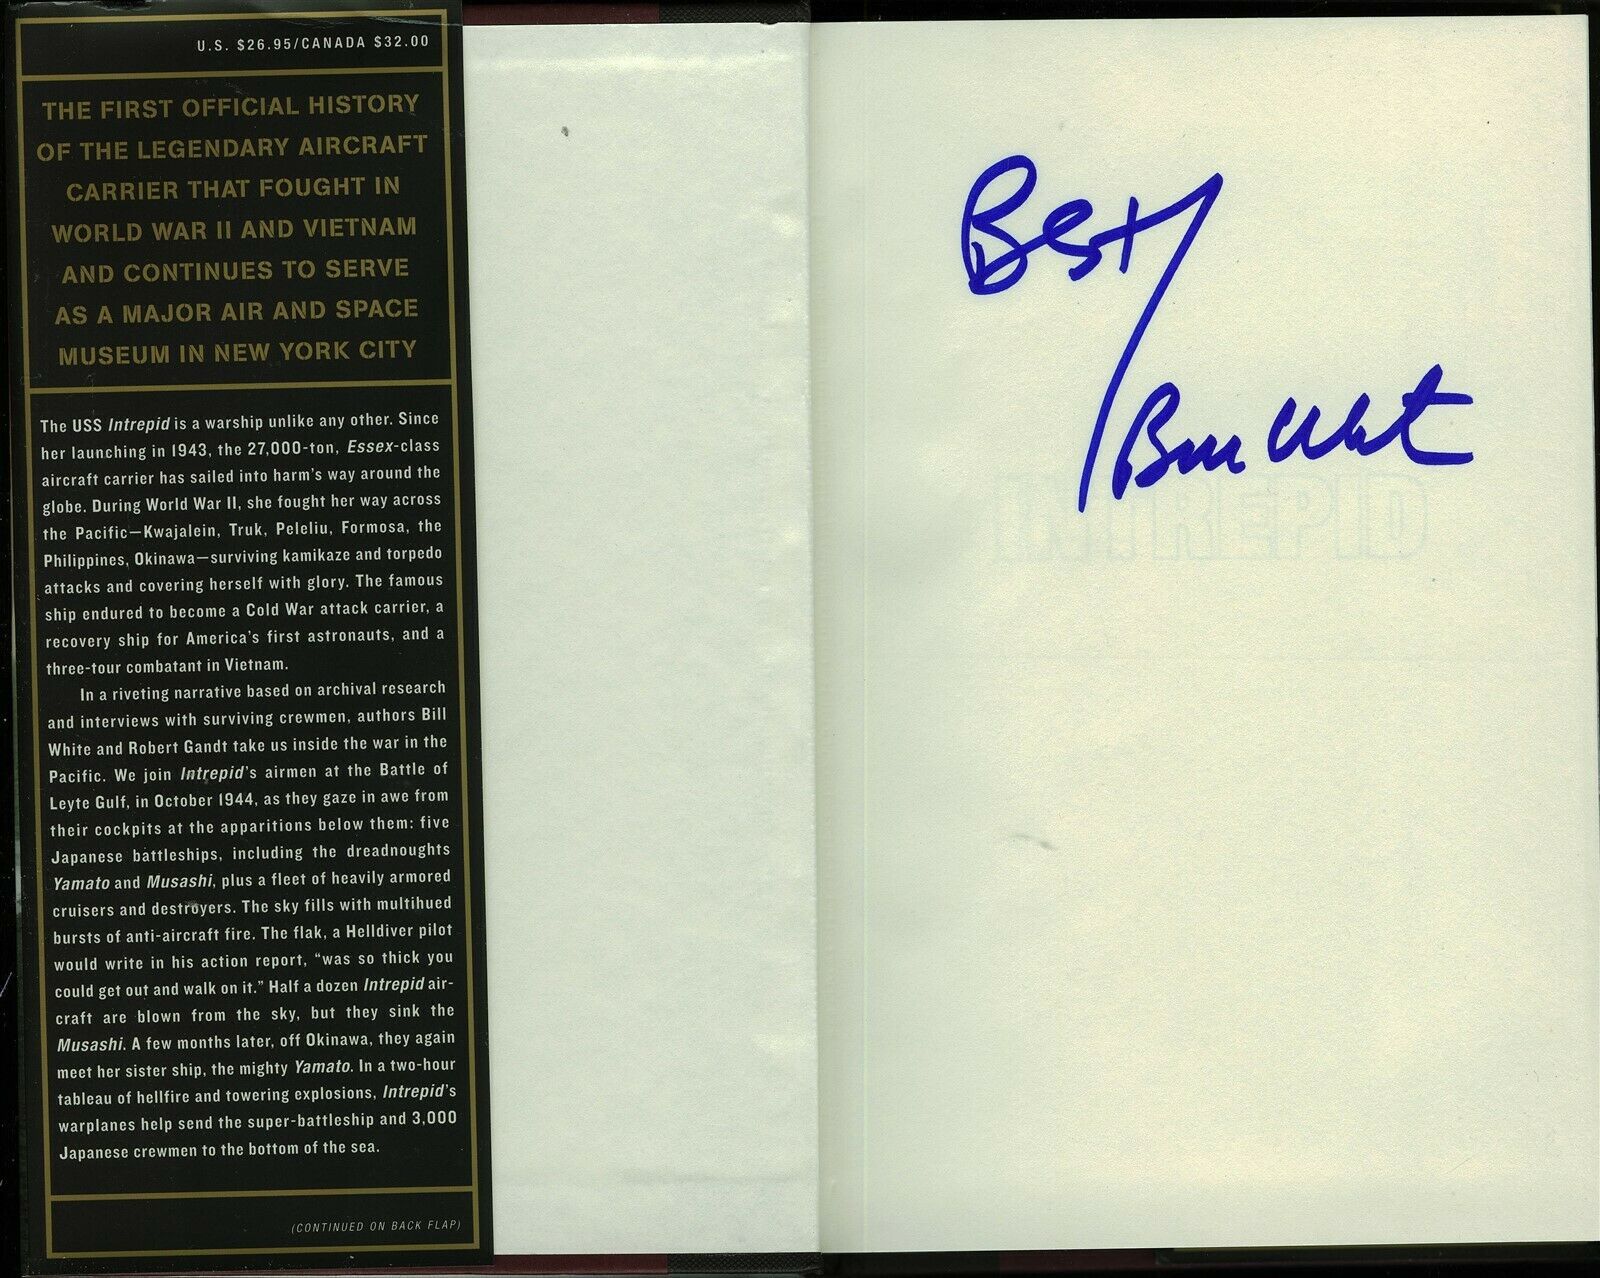 U.S. $26.95/CANADA $32.00
THE FIRST OFFICIAL HISTORY
OF THE LEGENDARY AIRCRAFT
CARRIER THAT FOUGHT IN
WORLD WAR II AND VIETNAM
AND CONTINUES TO SERVE
AS A MAJOR AIR AND SPACE
MUSEUM IN NEW YORK CITY
The USS Intrepid is a warship unlike any other. Since
her launching in 1943, the 27,000-ton, Essex-class
aircraft carrier has sailed into harm's way around the
globe. During World War II, she fought her way across
the Pacific—Kwajalein, Truk, Peleliu, Formosa, the
Philippines, Okinawa—surviving kamikaze and torpedo
attacks and covering herself with glory. The famous
ship endured to become a Cold War attack carrier, a
recovery ship for America's first astronauts, and a
three-tour combatant in Vietnam.
In a riveting narrative based on archival research
and interviews with surviving crewmen, authors Bill
White and Robert Gandt take us inside the war in the
Pacific. We join Intrepid's airmen at the Battle of
Leyte Gulf, in October 1944, as they gaze in awe from
their cockpits at the apparitions below them: five
Japanese battleships, including the dreadnoughts
Yamato and Musashi, plus a fleet of heavily armored
cruisers and destroyers. The sky fills with multihued
bursts of anti-aircraft fire. The flak, a Helldiver pilot
would write in his action report, “was so thick you
could get out and walk on it.” Half a dozen Intrepid air-
craft are blown from the sky, but they sink the
Musashi. A few months later, off Okinawa, they again
meet her sister ship, the mighty Yamato. In a two-hour
tableau of hellfire and towering explosions, Intrepid's
warplanes help send the super-battleship and 3,000
Japanese crewmen to the bottom of the sea.
(CONTINUED ON BACK FLAP)
Best
Bill White
INTREPID